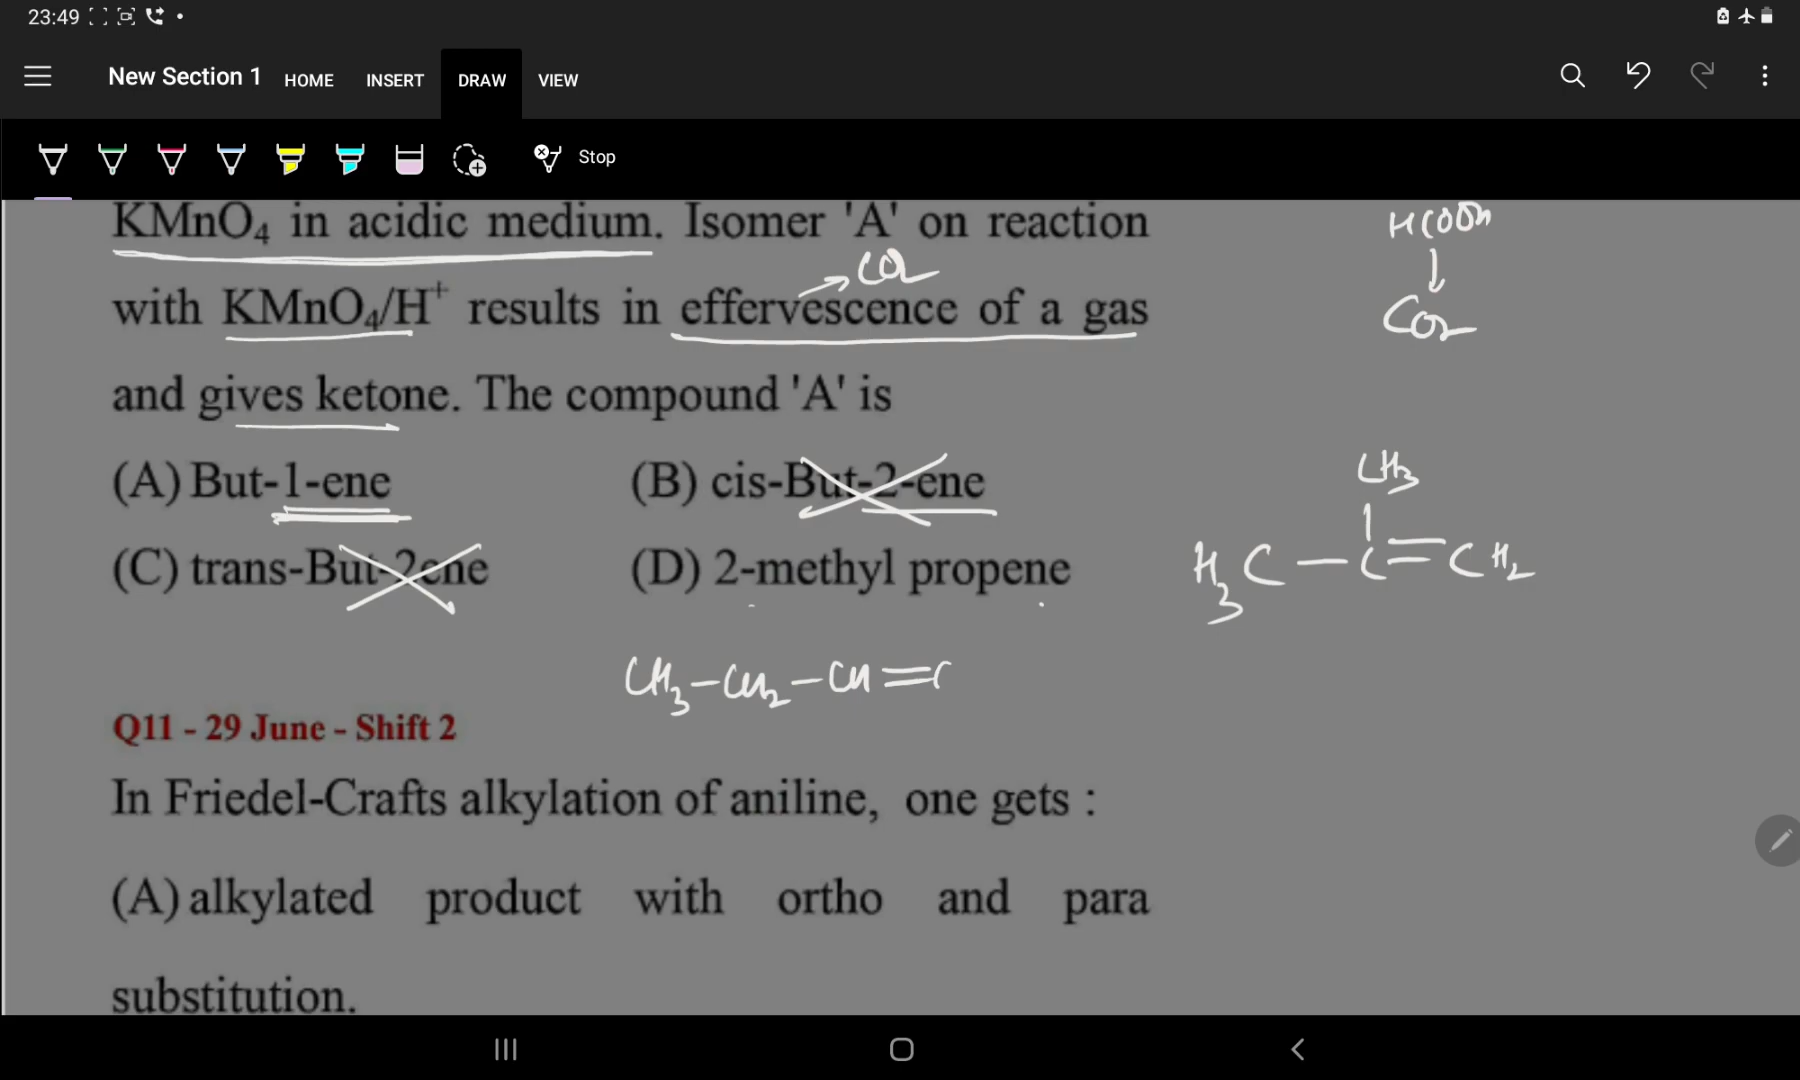 23:49
New Section 1 HOME INSERT DRAW VIEW
Stop
KMnO₄ in acidic medium. Isomer 'A' on reaction
HCOOH
CO₂
with KMnO₄/H⁺ results in effervescence of a gas
CO₂
and gives ketone. The compound 'A' is
(A) But-1-ene (B) cis-But-2-ene
CH₃
(C) trans-But-2ene (D) 2-methyl propene
H₃C-C=CH₂
CH₃-CH₂-CH=C
Q11 - 29 June - Shift 2
In Friedel-Crafts alkylation of aniline, one gets :
(A) alkylated product with ortho and para
substitution.